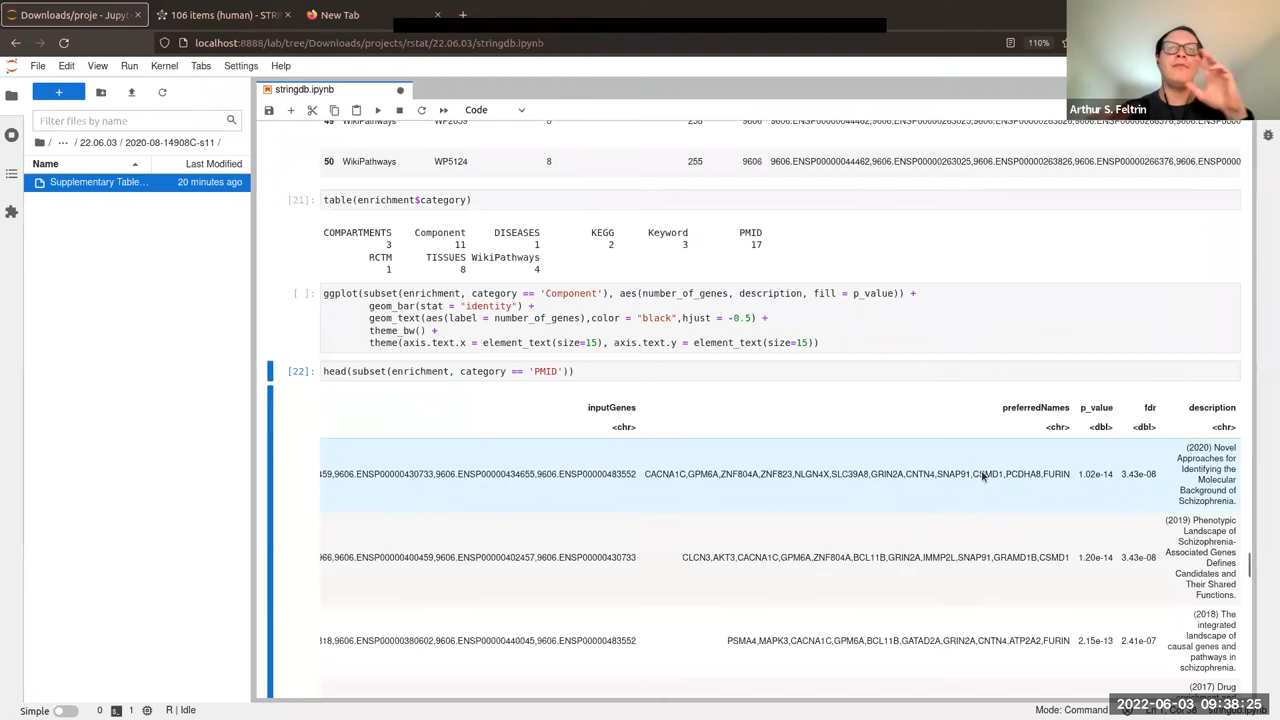 Downloads/proje - Jupyt
106 items (human) - STR
New Tab
localhost:8888/lab/tree/Downloads/projects/rstat/22.06.03/stringdb.ipynb
110%
File Edit View Run Kernel Tabs Settings Help
Arthur S. Feltrin
stringdb.ipynb
Code
Filter files by name
/ ··· / 22.06.03 / 2020-08-14908C-s11 /
Name Last Modified
Supplementary Table... 20 minutes ago
50 WikiPathways WP5124 8 255 9606 9606.ENSP00000044462,9606.ENSP00000263025,9606.ENSP00000263826,9606.ENSP00000266376,9606.ENSP0000
[21]: table(enrichment$category)
COMPARTMENTS Component DISEASES KEGG Keyword PMID
3 11 1 2 3 17
RCTM TISSUES WikiPathways
1 8 4
[ ]: ggplot(subset(enrichment, category == 'Component'), aes(number_of_genes, description, fill = p_value)) +
geom_bar(stat = "identity") +
geom_text(aes(label = number_of_genes),color = "black",hjust = -0.5) +
theme_bw() +
theme(axis.text.x = element_text(size=15), axis.text.y = element_text(size=15))
[22]: head(subset(enrichment, category == 'PMID'))
inputGenes preferredNames p_value fdr description
<chr> <chr> <dbl> <dbl> <chr>
(2020) Novel
Approaches for
Identifying the
Molecular
Background of
Schizophrenia.
459,9606.ENSP00000430733,9606.ENSP00000434655,9606.ENSP00000483552 CACNA1C,GPM6A,ZNF804A,ZNF823,NLGN4X,SLC39A8,GRIN2A,CNTN4,SNAP91,CSMD1,PCDHA8,FURIN 1.02e-14 3.43e-08
(2019) Phenotypic
Landscape of
Schizophrenia-
Associated Genes
Defines
Candidates and
Their Shared
Functions.
966,9606.ENSP00000400459,9606.ENSP00000402457,9606.ENSP00000430733 CLCN3,AKT3,CACNA1C,GPM6A,ZNF804A,BCL11B,GRIN2A,IMMP2L,SNAP91,GRAMD1B,CSMD1 1.20e-14 3.43e-08
(2018) The
integrated
landscape of
causal genes and
pathways in
schizophrenia.
318,9606.ENSP00000380602,9606.ENSP00000440045,9606.ENSP00000483552 PSMA4,MAPK3,CACNA1C,GPM6A,BCL11B,GATAD2A,GRIN2A,CNTN4,ATP2A2,FURIN 2.15e-13 2.41e-07
(2017) Drug
Simple 0 1 R | Idle
Mode: Command
2022-06-03 09:38:25